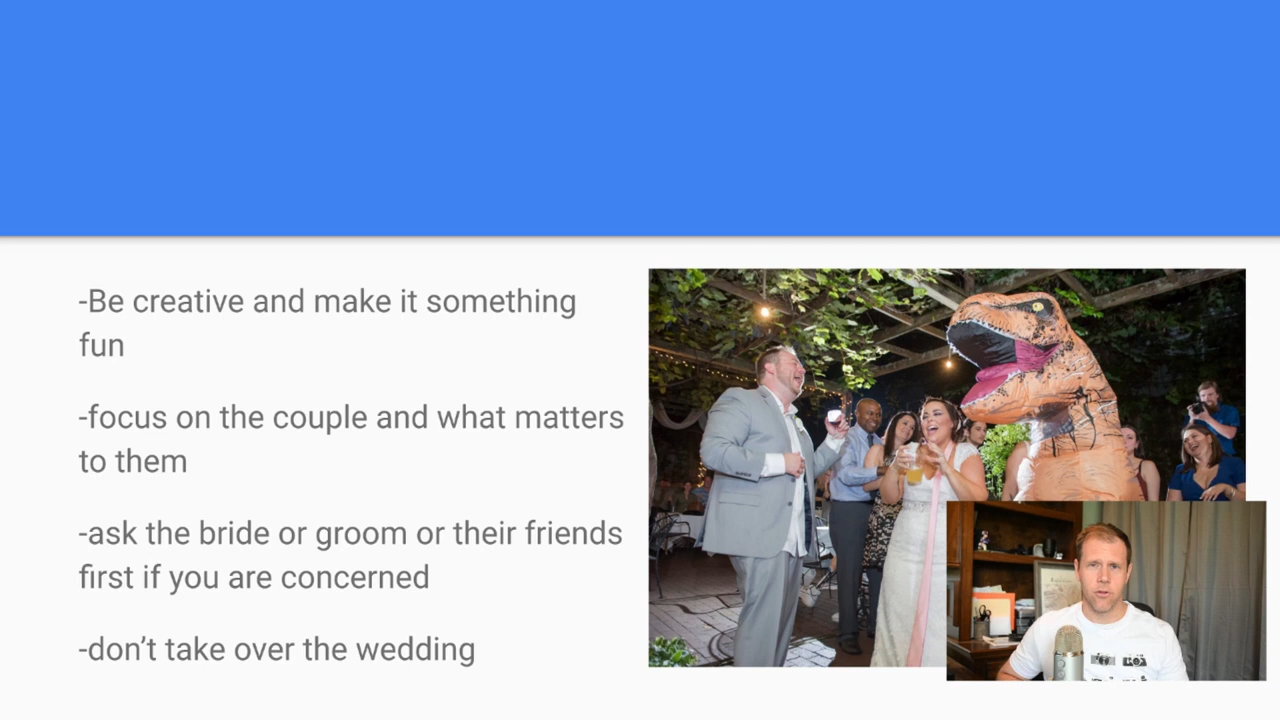 -Be creative and make it something
fun
-focus on the couple and what matters
to them
-ask the bride or groom or their friends
first if you are concerned
-don’t take over the wedding